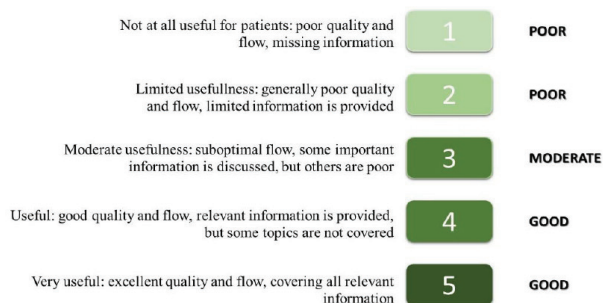 Not at all useful for patients: poor quality and
flow, missing information
1
POOR
Limited usefullness: generally poor quality
and flow, limited information is provided
2
POOR
Moderate usefulness: suboptimal flow, some important
information is discussed, but others are poor
3
MODERATE
Useful: good quality and flow, relevant information is provided,
but some topics are not covered
4
GOOD
Very useful: excellent quality and flow, covering all relevant
information
5
GOOD